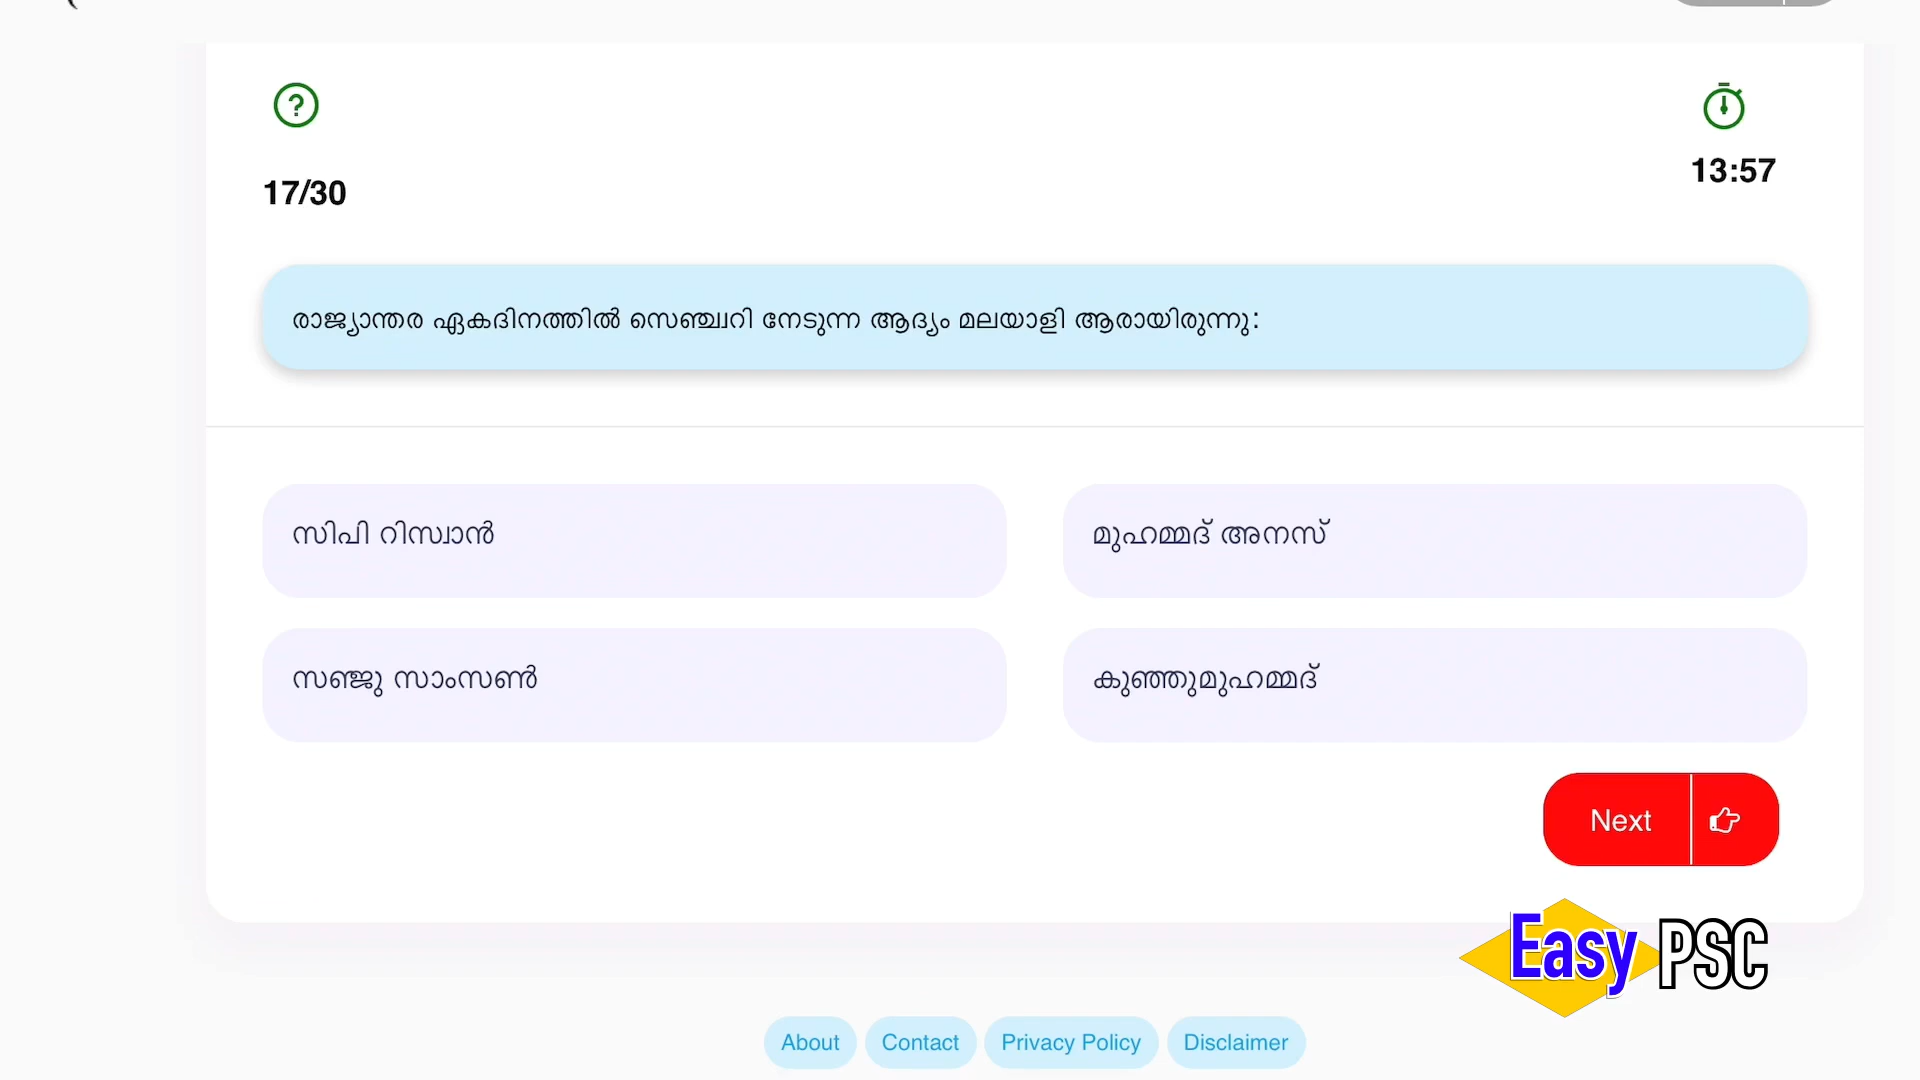 17/30
13:57
രാജ്യാന്തര ഏകദിനത്തിൽ സെഞ്ച്വറി നേടുന്ന ആദ്യം മലയാളി ആരായിരുന്നു:
സിപി റിസ്വാൻ
മുഹമ്മദ് അനസ്
സഞ്ജു സാംസൺ
കുഞ്ഞുമുഹമ്മദ്
Next
Easy PSC
About Contact Privacy Policy Disclaimer